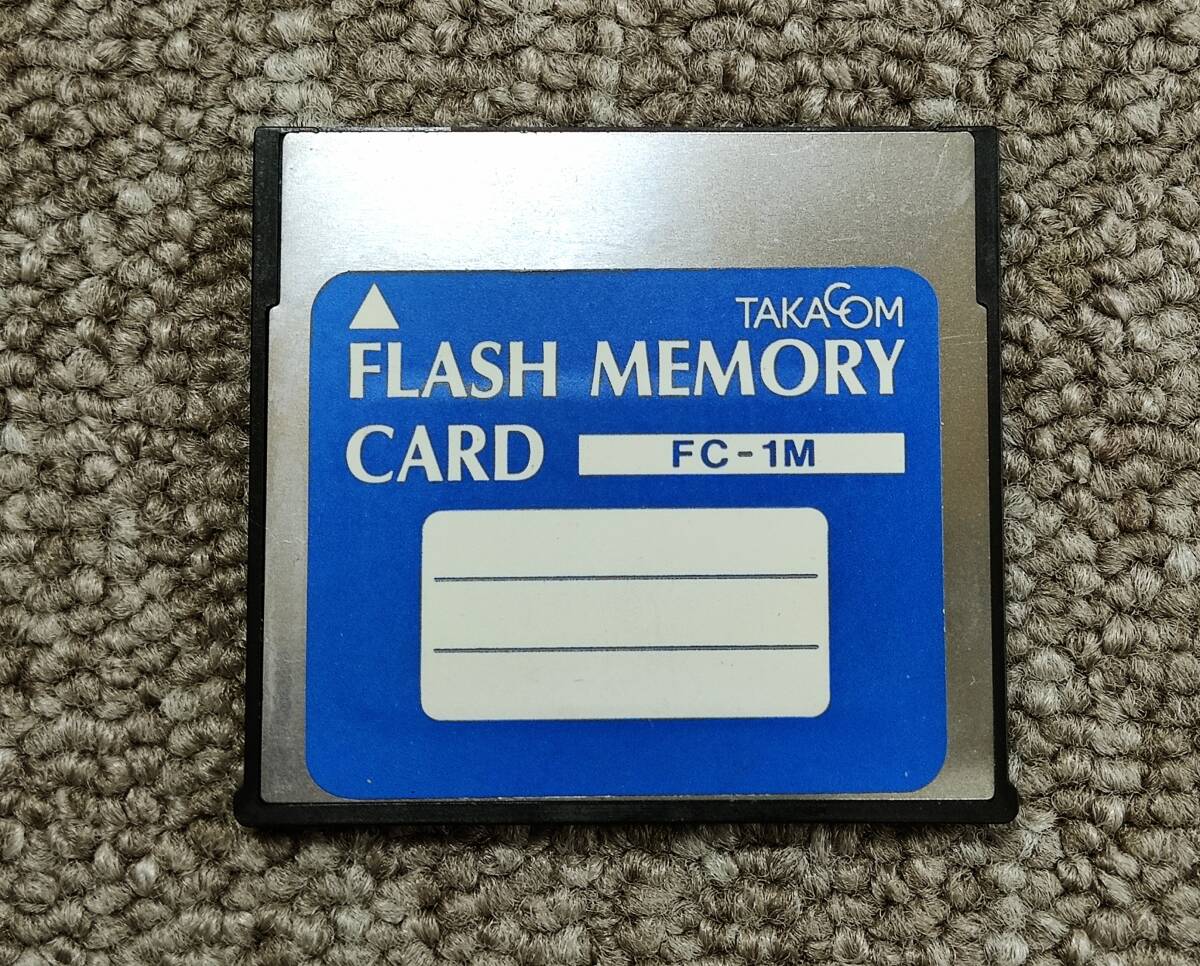 TAKACOM
FLASH MEMORY
CARD FC-1M